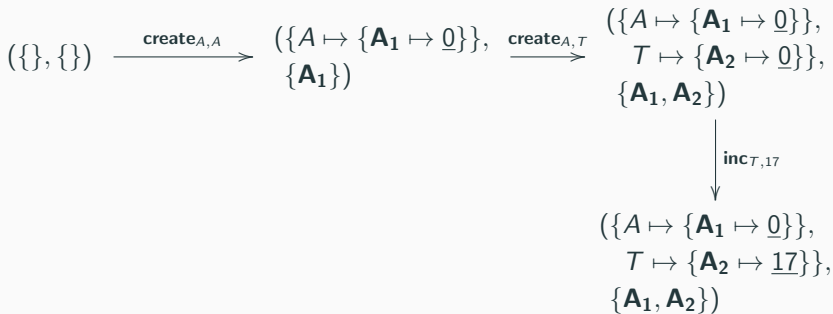 ({}, {})
create_{A,A}
({A ↦ {A₁ ↦ 0}},
{A₁})
create_{A,T}
({A ↦ {A₁ ↦ 0}},
T ↦ {A₂ ↦ 0}},
{A₁, A₂})
inc_{T,17}
({A ↦ {A₁ ↦ 0}},
T ↦ {A₂ ↦ 17}},
{A₁, A₂})